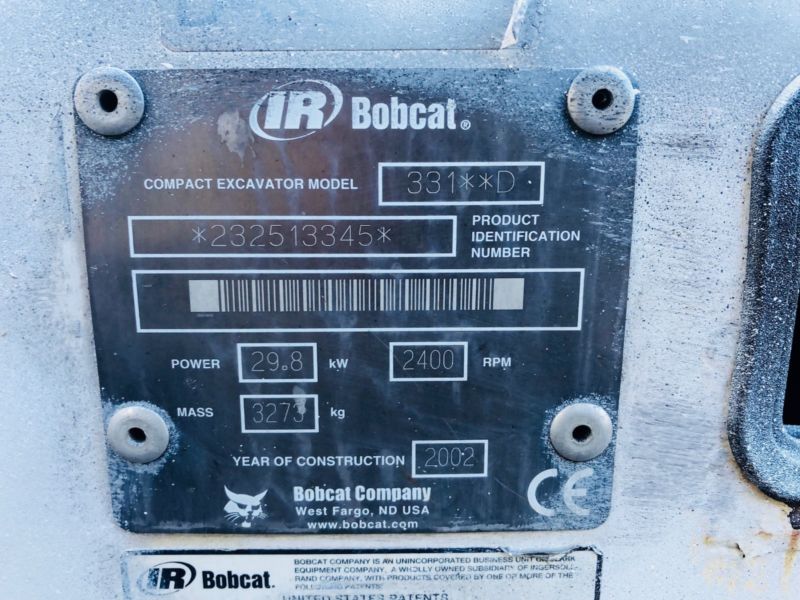 IR Bobcat®
COMPACT EXCAVATOR MODEL 331**D
*232513345* PRODUCT IDENTIFICATION NUMBER
POWER 29.8 kW 2400 RPM
MASS 3273 kg
YEAR OF CONSTRUCTION 2002
Bobcat Company
West Fargo, ND USA
www.bobcat.com
CE
IR Bobcat.
BOBCAT COMPANY IS AN UNINCORPORATED BUSINESS UNIT OF CLARK
EQUIPMENT COMPANY, A WHOLLY OWNED SUBSIDIARY OF INGERSOLL
RAND COMPANY, WITH PRODUCTS COVERED BY ONE OR MORE OF THE
FOLLOWING PATENTS:
UNITED STATES PATENTS